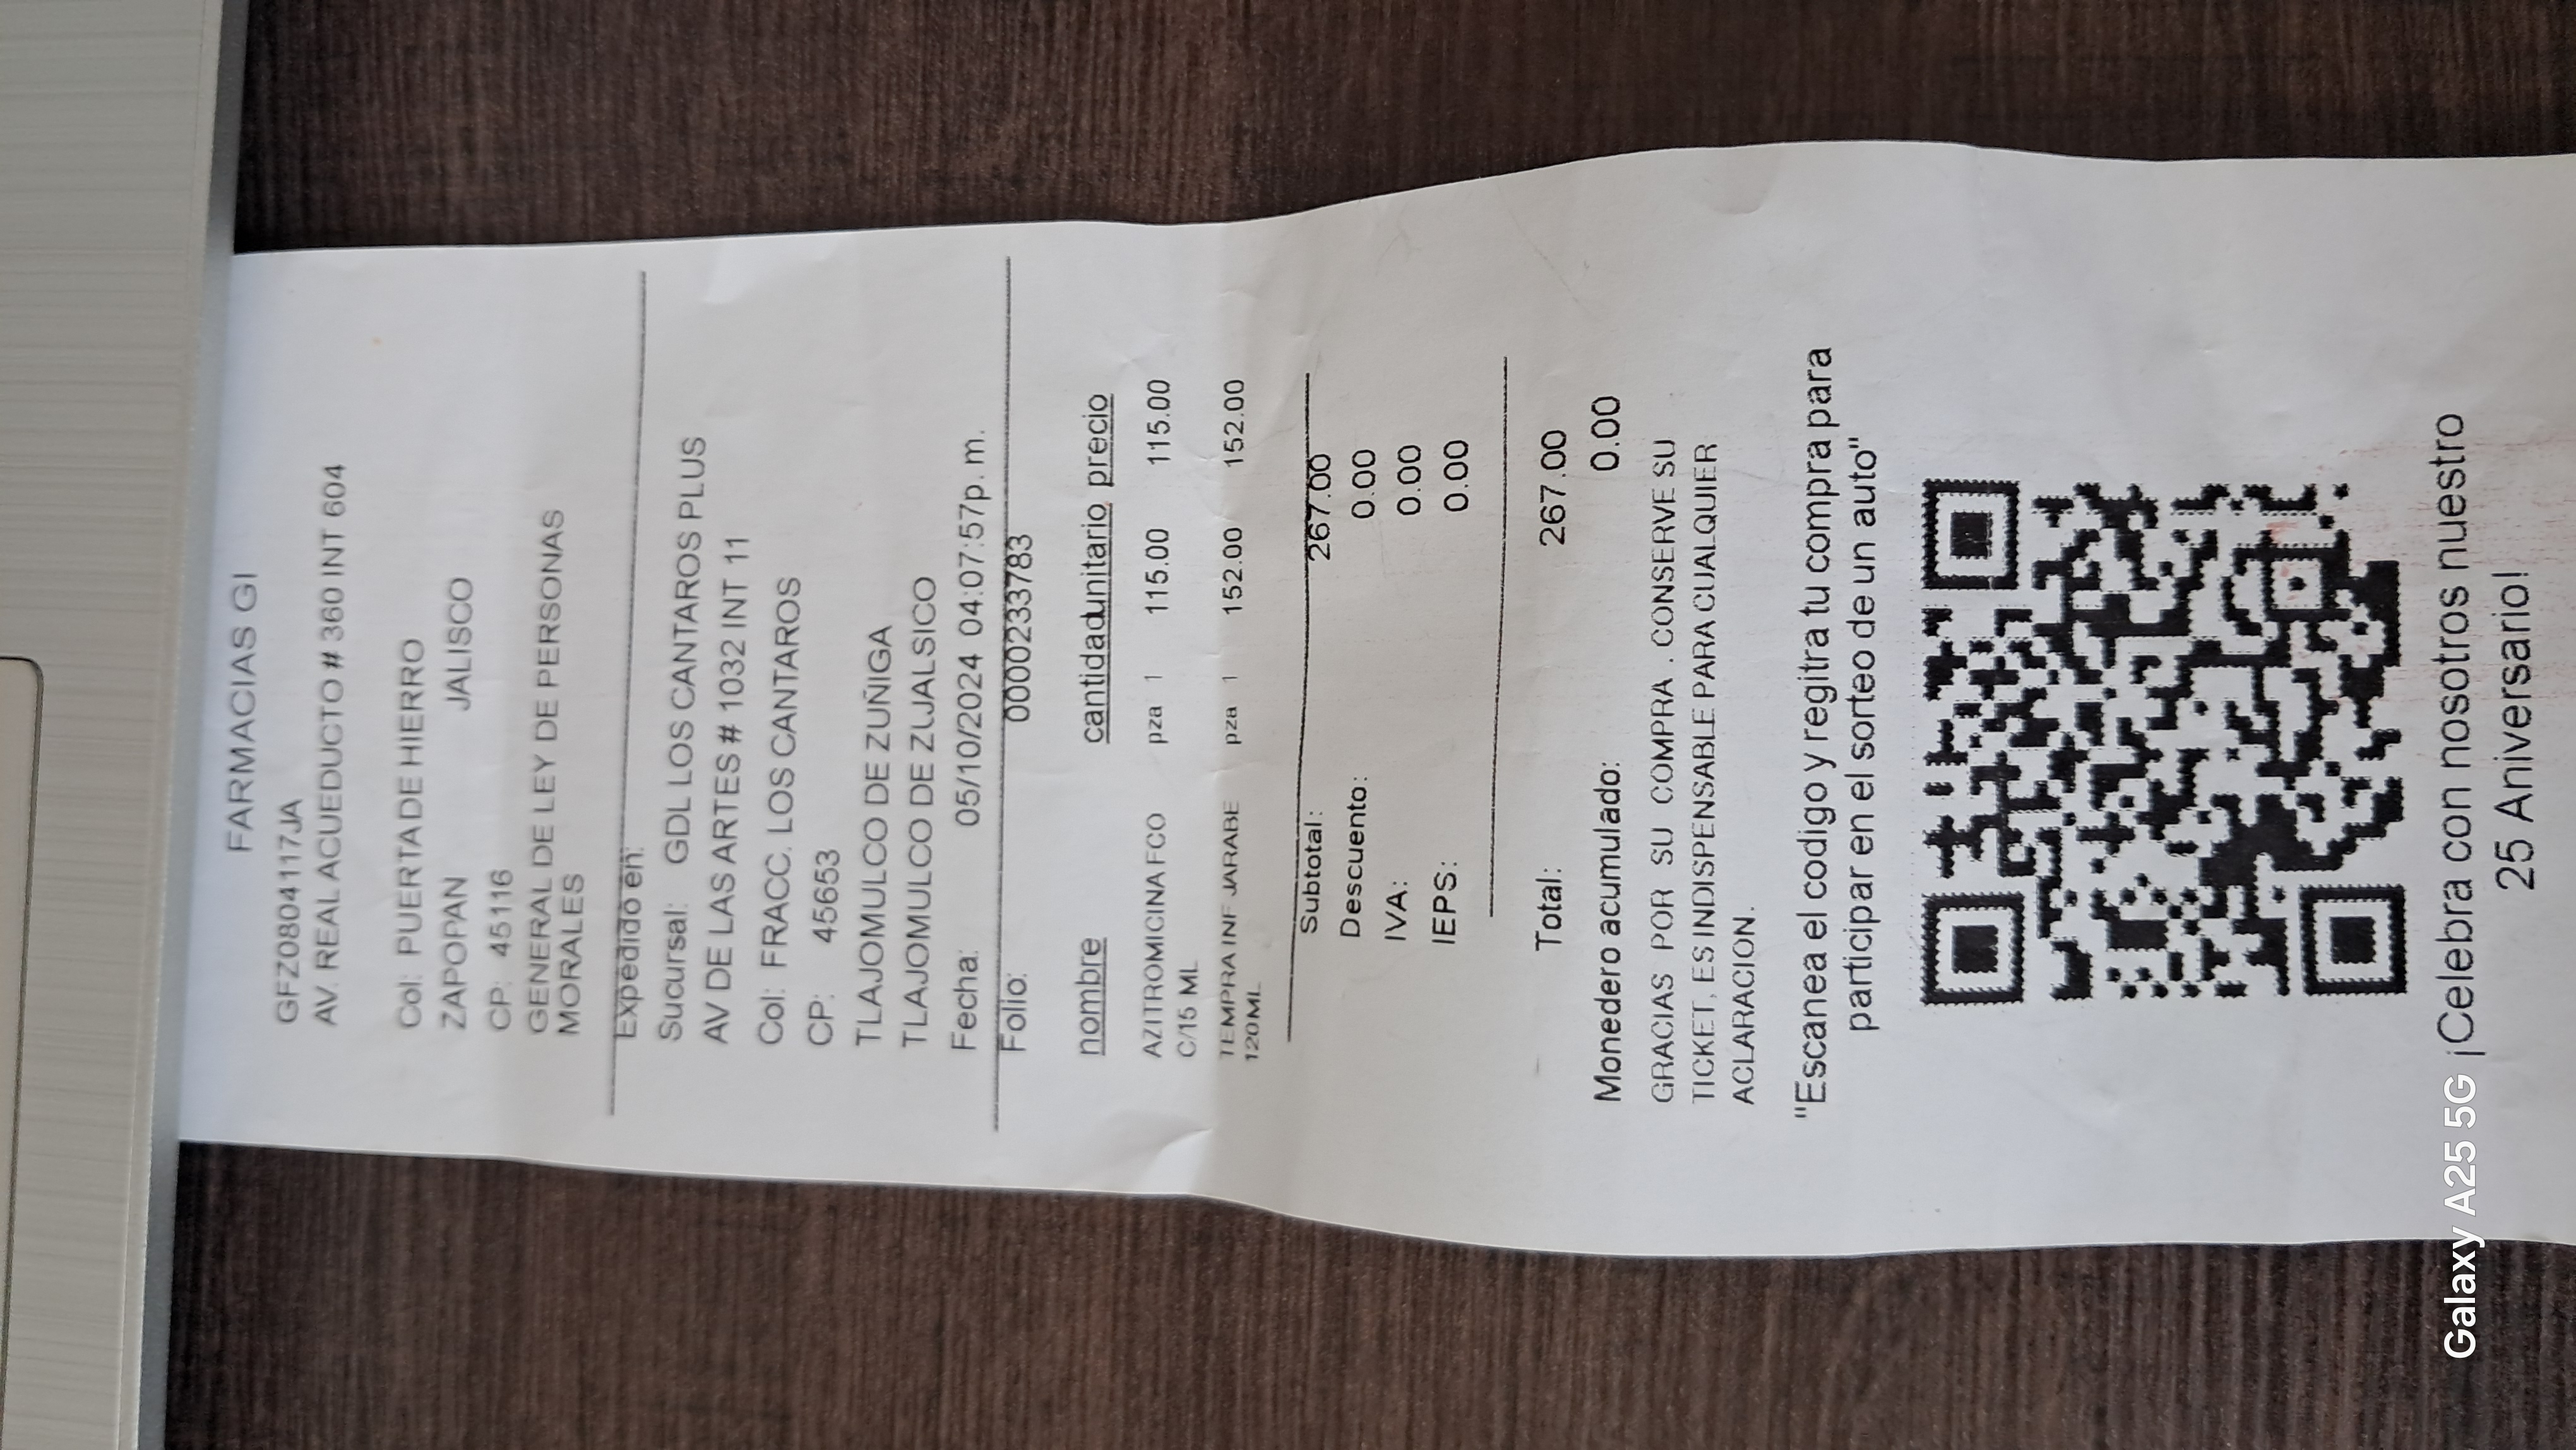 FARMACIAS GI
GFZ0804117JA
AV. REAL ACUEDUCTO # 360 INT 604
Col: PUERTA DE HIERRO
ZAPOPAN JALISCO
CP: 45116
GENERAL DE LEY DE PERSONAS
MORALES
Expedido en:
Sucursal: GDL LOS CANTAROS PLUS
AV DE LAS ARTES # 1032 INT 11
Col: FRACC. LOS CANTAROS
CP: 45653
TLAJOMULCO DE ZUÑIGA
TLAJOMULCO DE ZUJALSICO
Fecha: 05/10/2024 04:07:57p. m.
Folio: 0000233783
nombre cantidadunitario precio
AZITROMICINA FCO pza 1 115.00 115.00
C/15 ML
TEMPRA INF JARABE pza 1 152.00 152.00
120ML
Subtotal: 267.00
Descuento: 0.00
IVA: 0.00
IEPS: 0.00
Total: 267.00
Monedero acumulado: 0.00
GRACIAS POR SU COMPRA . CONSERVE SU
TICKET, ES INDISPENSABLE PARA CUALQUIER
ACLARACION.
"Escanea el codigo y regitra tu compra para
participar en el sorteo de un auto"
¡Celebra con nosotros nuestro
25 Aniversario!
Galaxy A25 5G